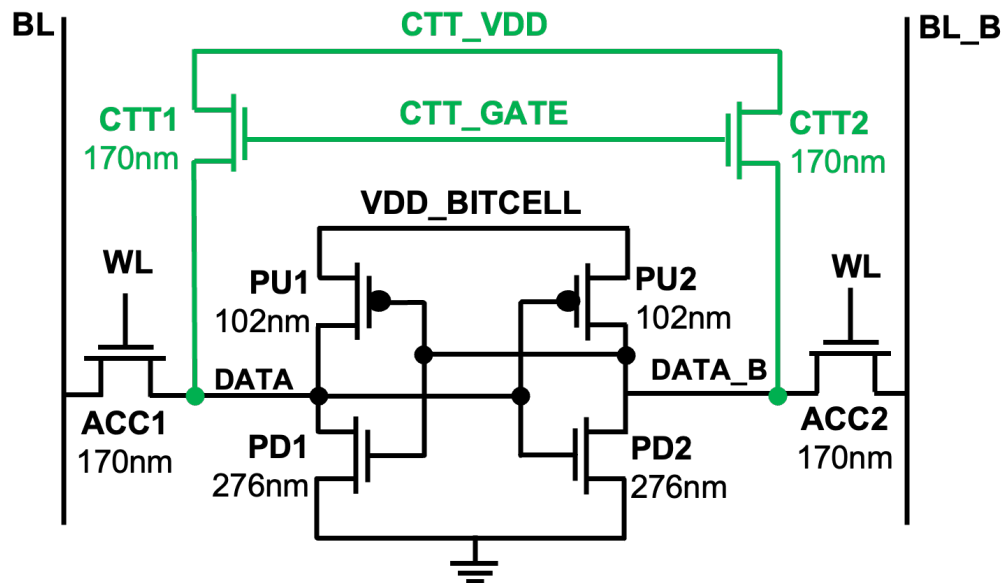 BL
CTT_VDD
BL_B
CTT1
170nm
CTT_GATE
CTT2
170nm
VDD_BITCELL
WL
PU1
102nm
PU2
102nm
WL
DATA
DATA_B
ACC1
170nm
PD1
276nm
PD2
276nm
ACC2
170nm